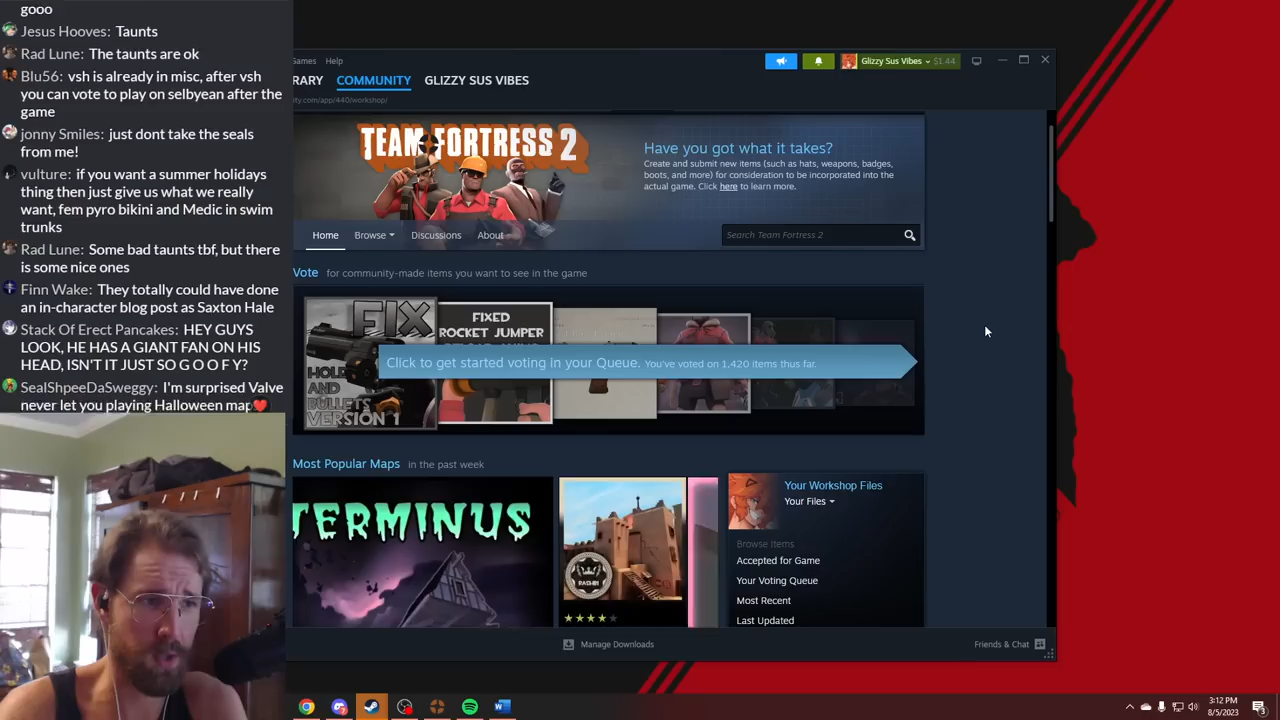 gooo
Jesus Hooves: Taunts
Rad Lune: The taunts are ok
Blu56: vsh is already in misc, after vsh
you can vote to play on selbyean after the
game
jonny Smiles: just dont take the seals
from me!
vulture: if you want a summer holidays
thing then just give us what we really
want, fem pyro bikini and Medic in swim
trunks
Rad Lune: Some bad taunts tbf, but there
is some nice ones
Finn Wake: They totally could have done
an in-character blog post as Saxton Hale
Stack Of Erect Pancakes: HEY GUYS
LOOK, HE HAS A GIANT FAN ON HIS
HEAD ISN'T IT JUST SO G O O F Y?
SealShpeeDaSweggy: I'm surprised Valve
never let you playing Halloween map
Games Help
Glizzy Sus Vibes $1.44
RARY COMMUNITY GLIZZY SUS VIBES
ity.com/app/440/workshop/
TEAM FORTRESS 2
Have you got what it takes?
Create and submit new items (such as hats, weapons, badges,
boots, and more) for consideration to be incorporated into the
actual game. Click here to learn more.
Home Browse Discussions About
Search Team Fortress 2
Vote for community-made items you want to see in the game
FIX
HOLE
AND
BULLETS
VERSION 1
FIXED
ROCKET JUMPER
Click to get started voting in your Queue. You've voted on 1,420 items thus far.
Most Popular Maps in the past week
TERMINUS
Your Workshop Files
Your Files
Browse Items
Accepted for Game
Your Voting Queue
Most Recent
Last Updated
Manage Downloads
Friends & Chat
3:12 PM
8/5/2023
3